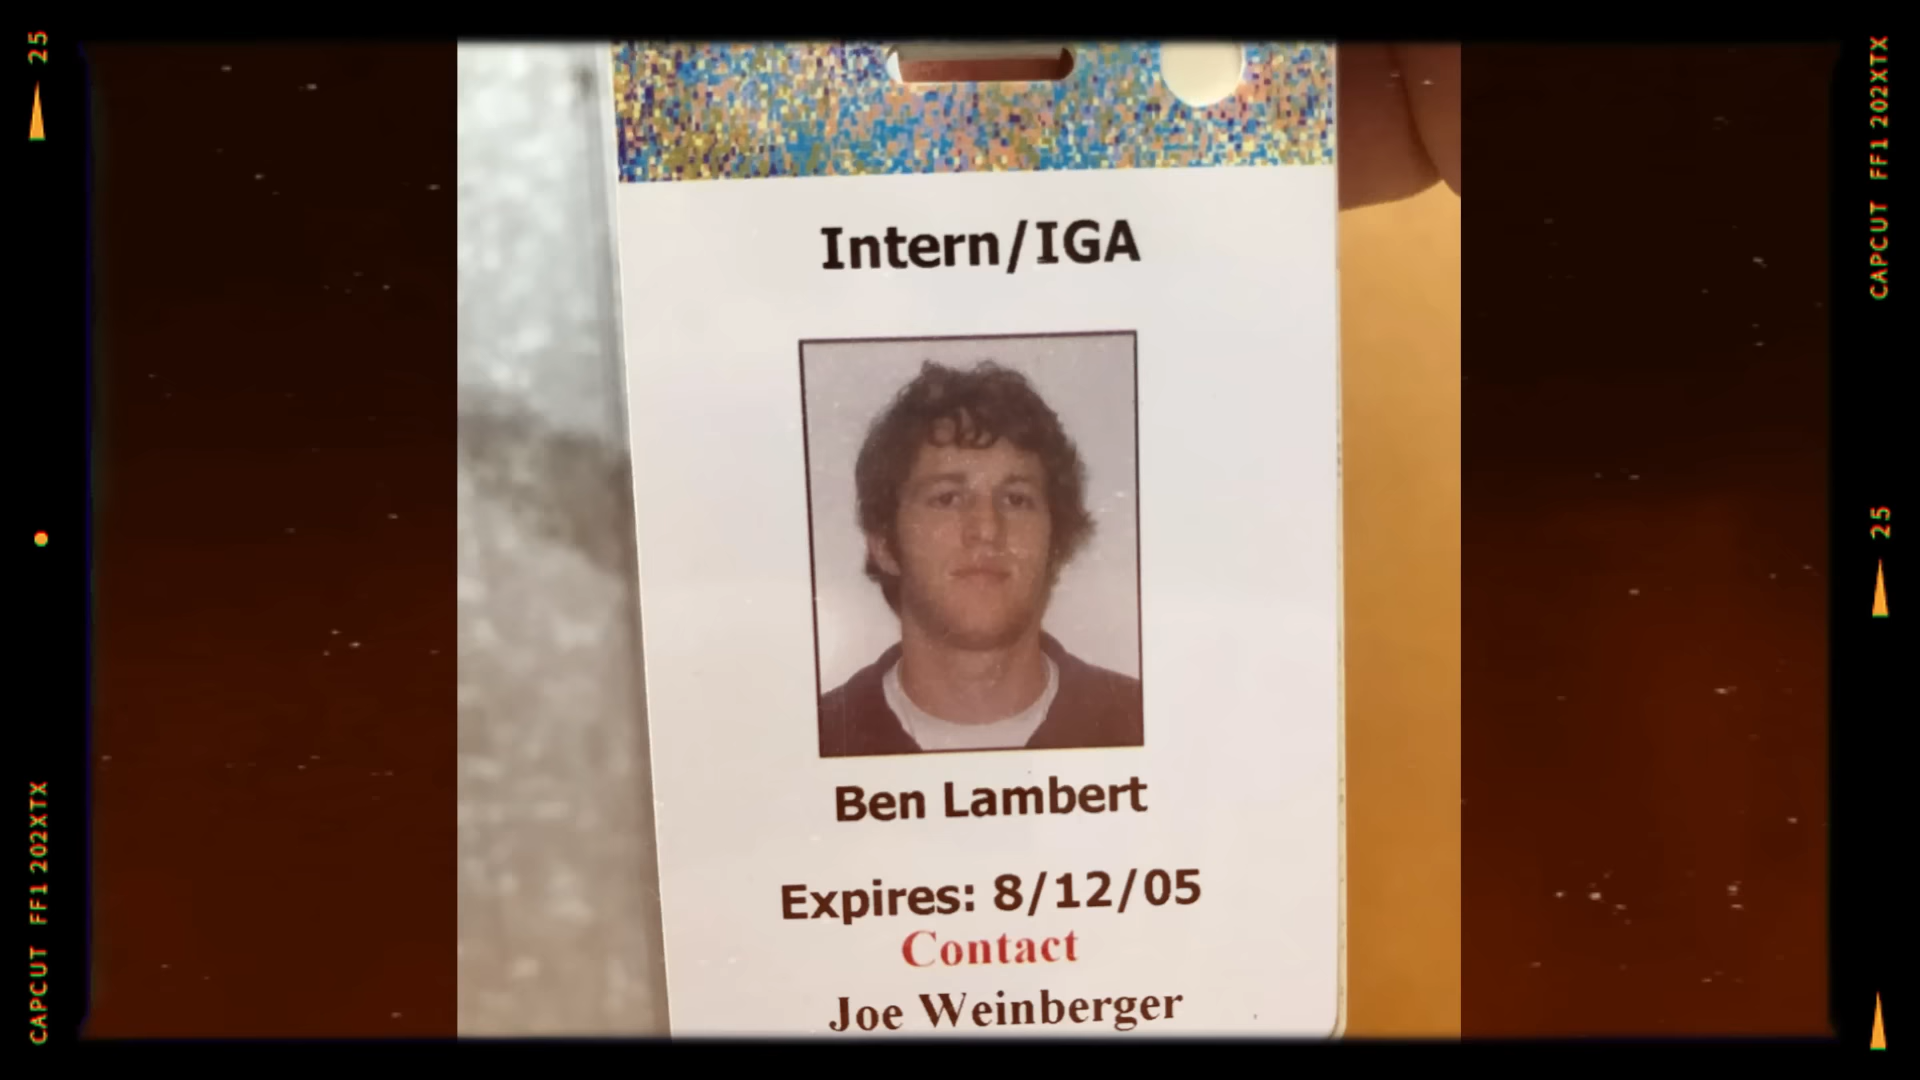 25
CAPCUT FF1 202XTX
Intern/IGA
Ben Lambert
Expires: 8/12/05
Contact
Joe Weinberger
CAPCUT FF1 202XTX
25